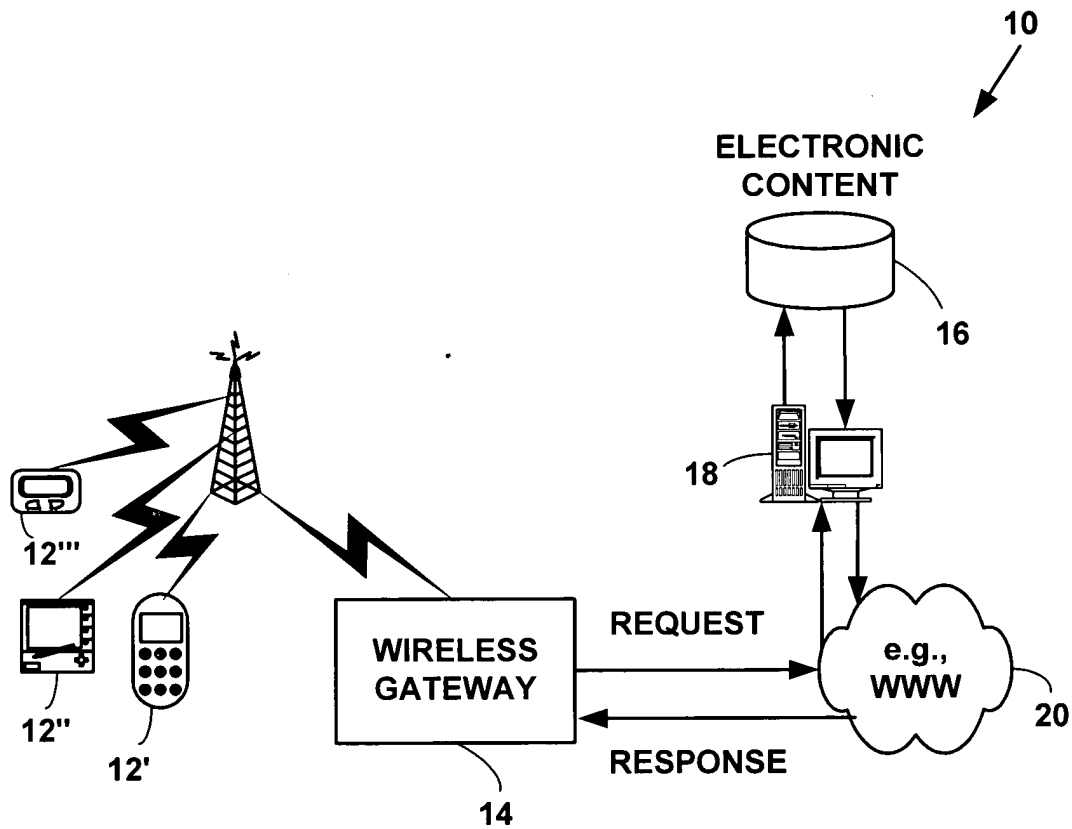 10
ELECTRONIC
CONTENT
16
18
12'''
12"
12'
WIRELESS
GATEWAY
14
REQUEST
RESPONSE
e.g.,
WWW
20